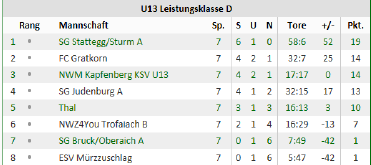 U13 Leistungsklasse D
Rang Mannschaft Sp. S U N Tore +/- Pkt.
1 SG Stattegg/Sturm A 7 6 1 0 58:6 52 19
2 FC Gratkorn 7 4 2 1 32:7 25 14
3 NWM Kapfenberg KSV U13 7 4 2 1 17:17 0 14
4 SG Judenburg A 7 4 1 2 32:15 17 13
5 Thal 7 3 1 3 16:13 3 10
6 NWZ4You Trofaiach B 7 2 1 4 16:29 -13 7
7 SG Bruck/Oberaich A 7 0 1 6 7:49 -42 1
8 ESV Mürzzuschlag 7 0 1 6 5:47 -42 1